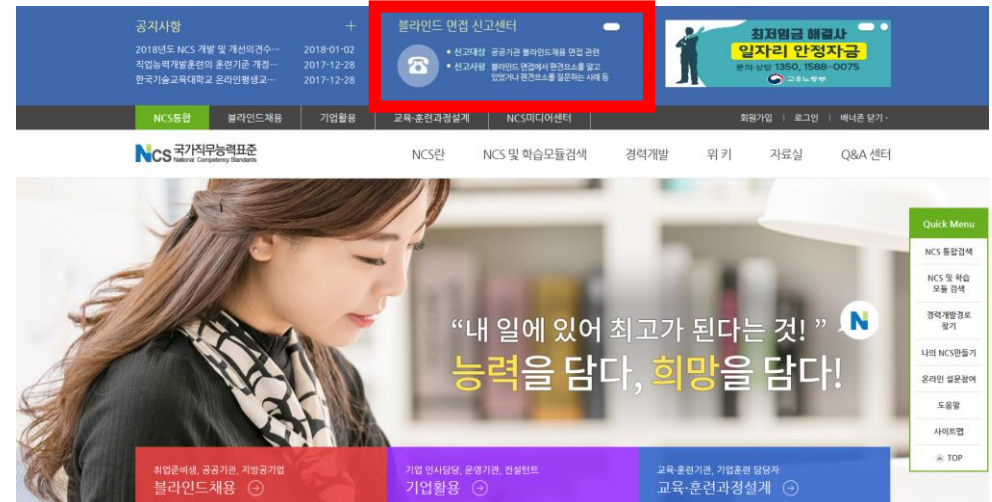 공지사항
2018년도 NCS 개발 및 개선의견수…
2018-01-02
직업능력개발훈련의 훈련기준 개정…
2017-12-28
한국기술교육대학교 온라인평생교…
2017-12-28
블라인드 면접 신고센터
• 신고대상 공공기관 블라인드채용 면접 관련
• 신고사항 블라인드 면접에서 편견요소를 알고
있었거나 편견요소를 질문하는 사례 등
최저임금 해결사
일자리 안정자금
문의·상담 1350, 1588-0075
고용노동부
NCS통합
블라인드채용
기업활용
교육·훈련과정설계
NCS미디어센터
회원가입
로그인
배너존 닫기
NCS 국가직무능력표준
National Competency Standards
NCS란
NCS 및 학습모듈검색
경력개발
위키
자료실
Q&A 센터
“내 일에 있어 최고가 된다는 것! ”
능력을 담다, 희망을 담다!
N
Quick Menu
NCS 통합검색
NCS 및 학습
모듈 검색
경력개발경로
찾기
나의 NCS만들기
온라인 설문참여
도움말
사이트맵
TOP
취업준비생, 공공기관, 지방공기업
블라인드채용
기업 인사담당, 운영기관, 컨설턴트
기업활용
교육·훈련기관, 기업훈련 담당자
교육·훈련과정설계